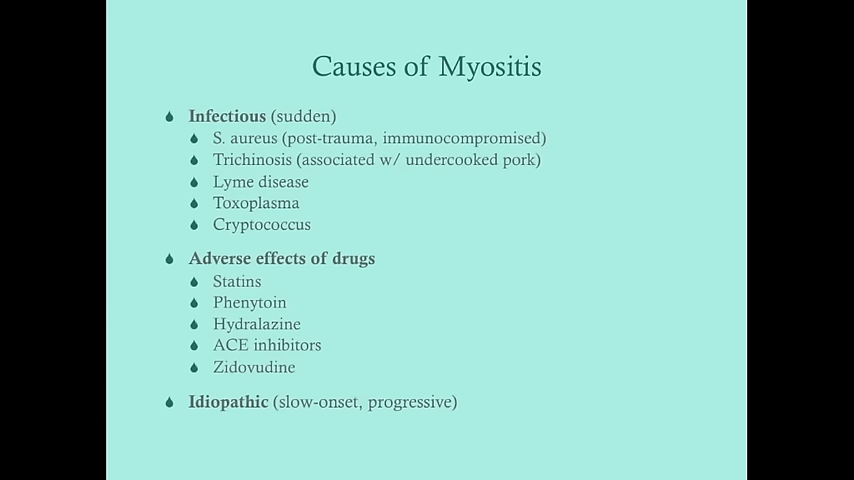 Causes of Myositis
Infectious (sudden)
S. aureus (post-trauma, immunocompromised)
Trichinosis (associated w/ undercooked pork)
Lyme disease
Toxoplasma
Cryptococcus
Adverse effects of drugs
Statins
Phenytoin
Hydralazine
ACE inhibitors
Zidovudine
Idiopathic (slow-onset, progressive)